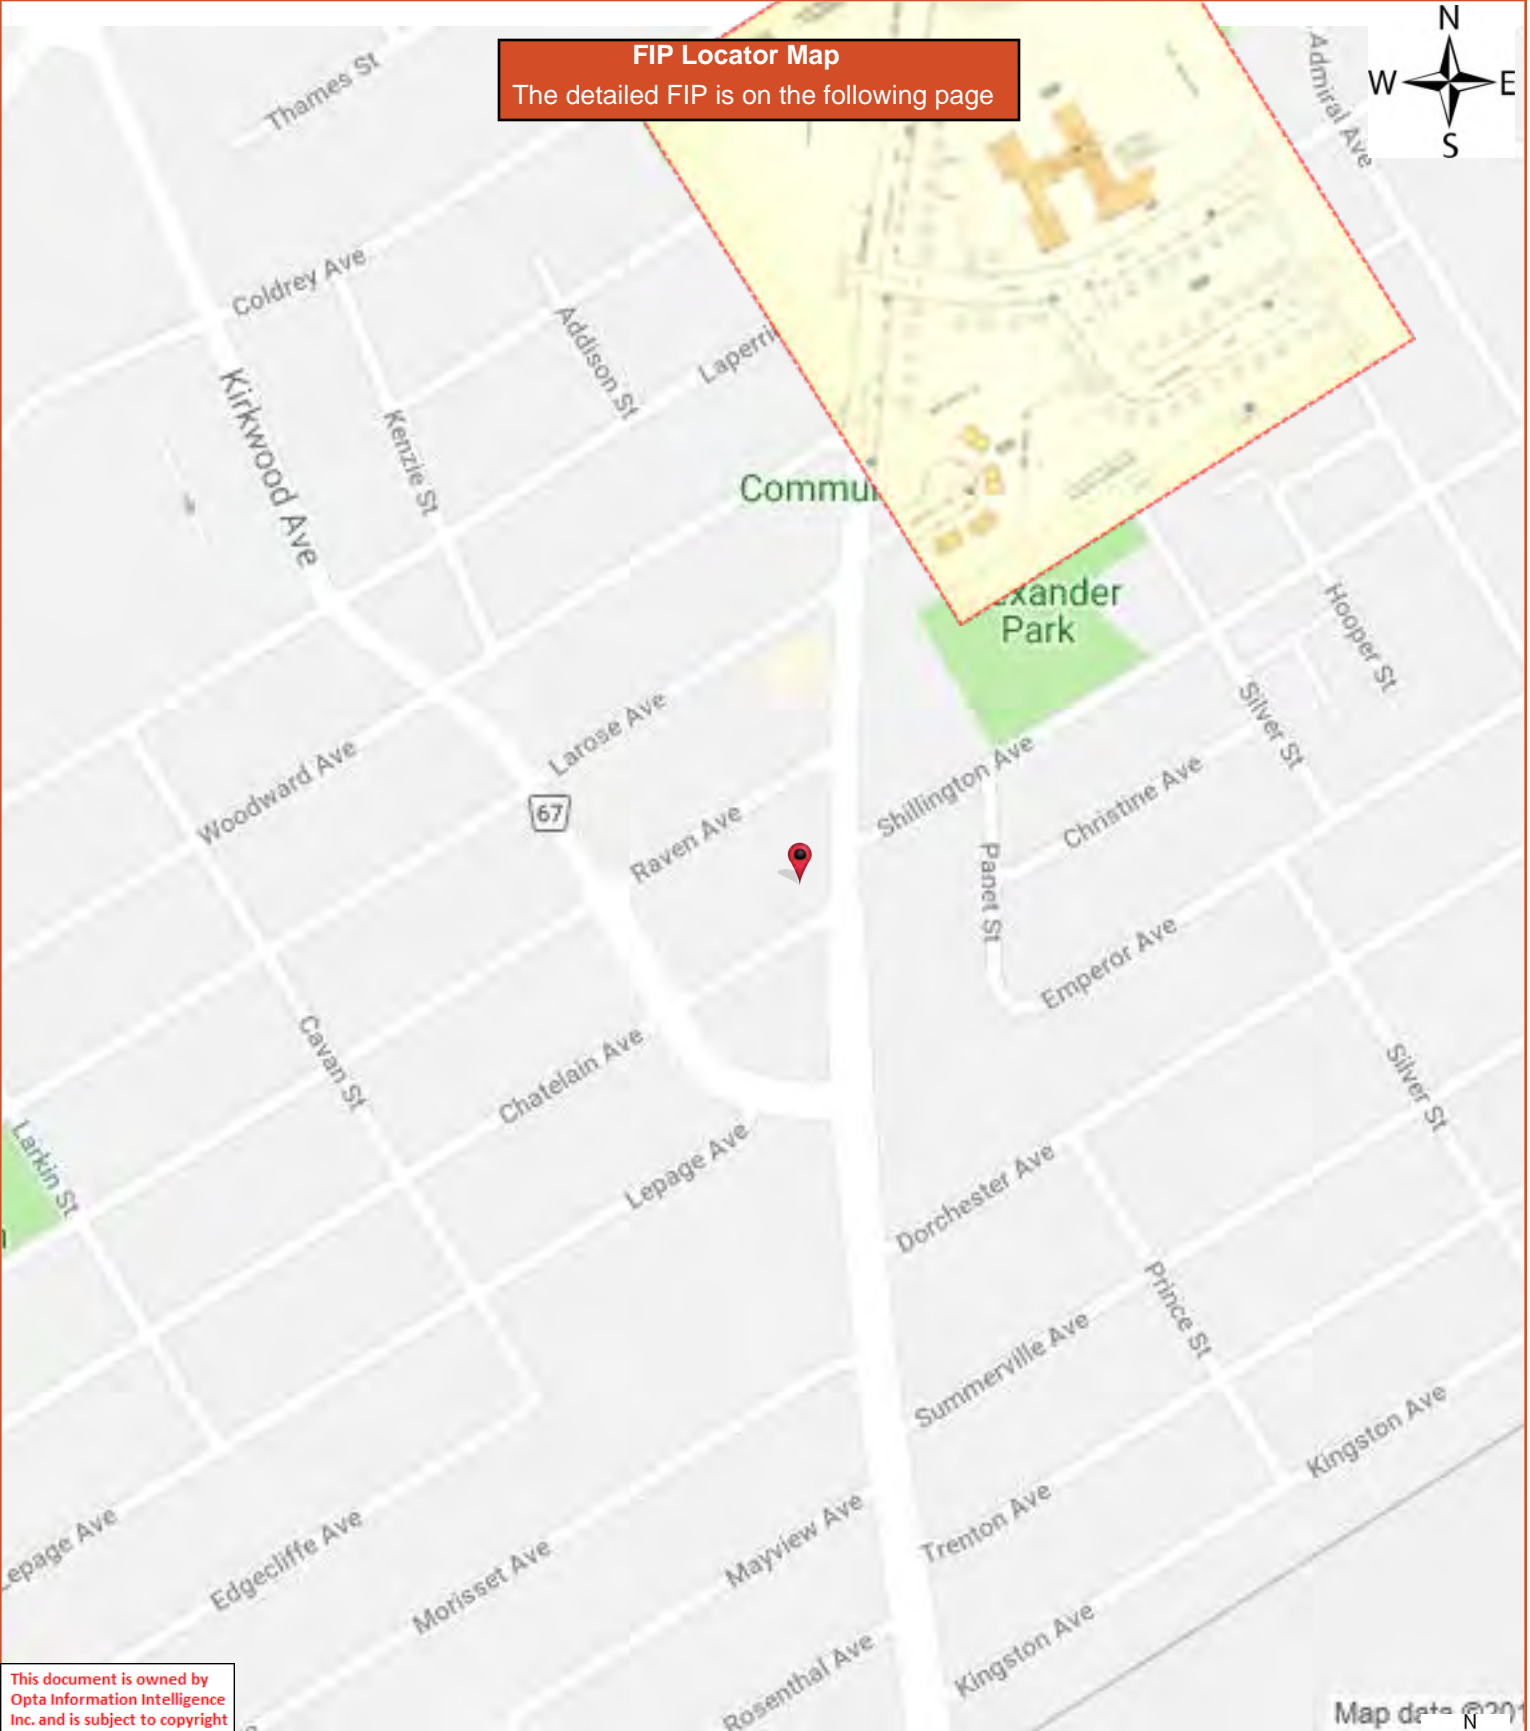 FIP Locator Map
The detailed FIP is on the following page
N
W E
S
Thames St
Admiral Ave
Coldrey Ave
Addison St
Laperri
Kirkwood Ave
Kenzie St
Commu
xander
Park
Hooper St
Silver St
Larose Ave
Woodward Ave
67
Raven Ave
Shillington Ave
Christine Ave
Panet St
Emperor Ave
Cavan St
Chatelain Ave
Silver St
Larkin St
Lepage Ave
Dorchester Ave
Prince St
Summerville Ave
Kingston Ave
Lepage Ave
Edgecliffe Ave
Morisset Ave
Mayview Ave
Trenton Ave
Rosenthal Ave
Kingston Ave
This document is owned by
Opta Information Intelligence
Inc. and is subject to copyright
Map data ©201
N